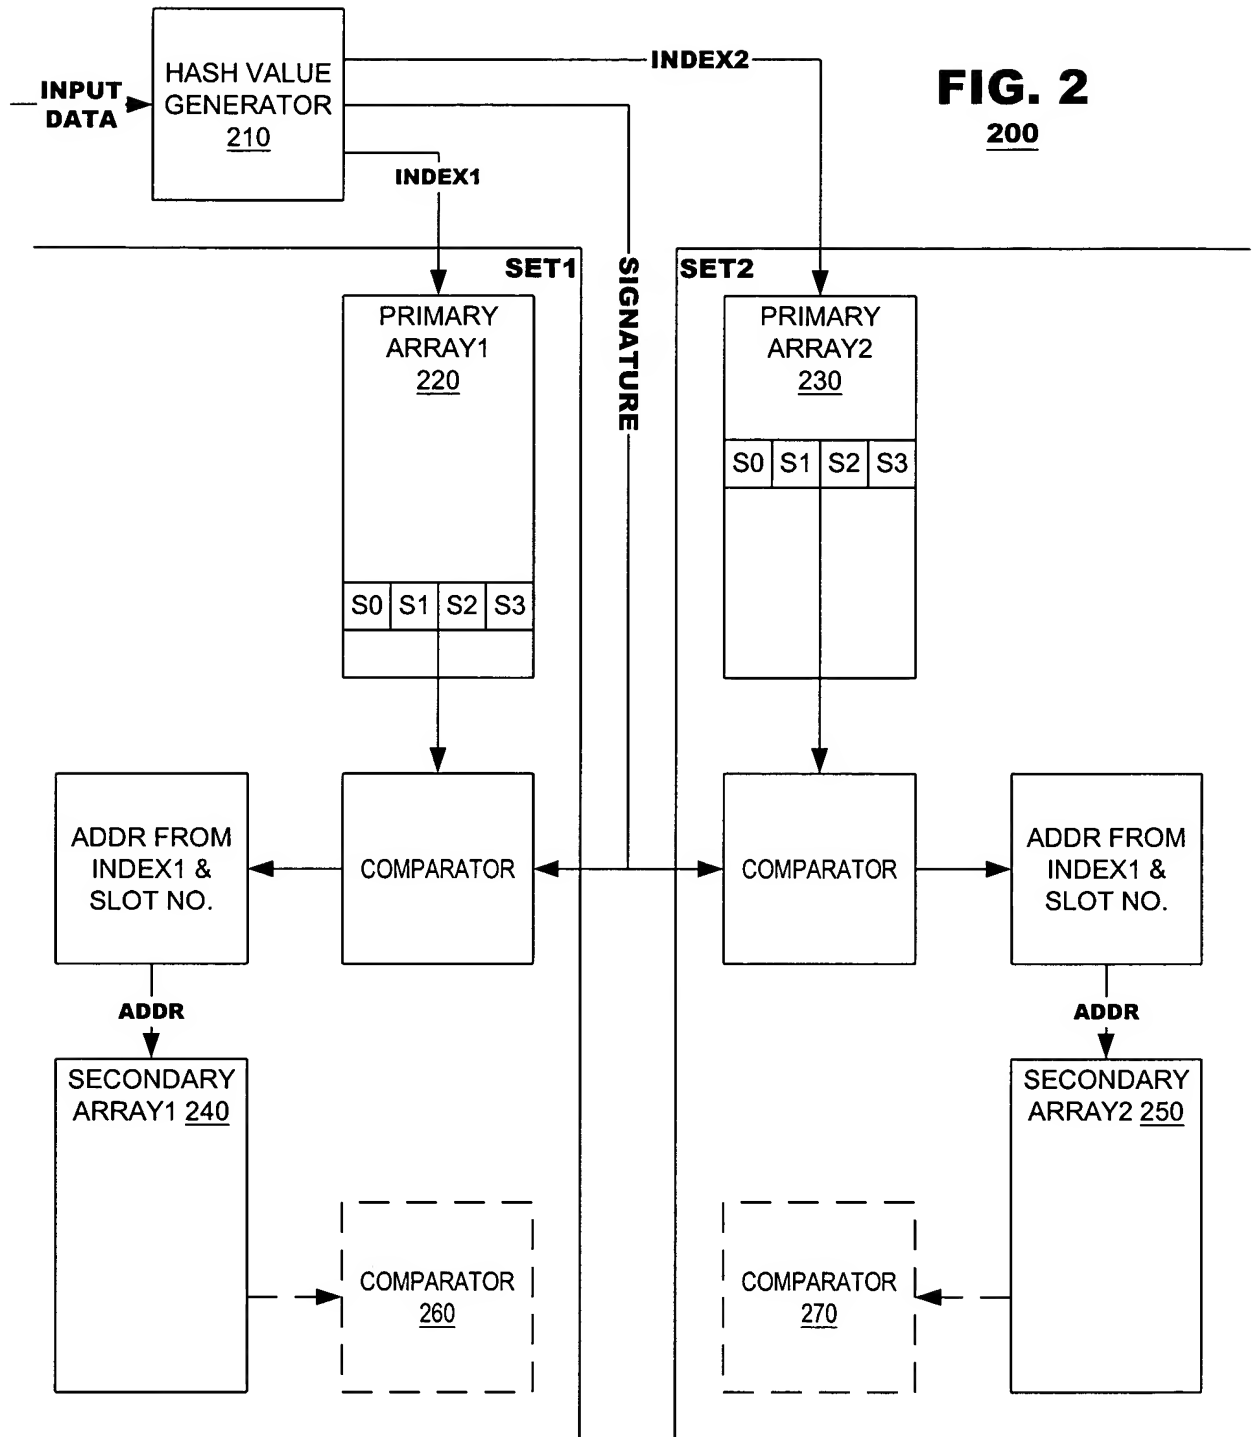 INPUT
DATA
HASH VALUE
GENERATOR
210
INDEX2
INDEX1
FIG. 2
200
SET1
SIGNATURE
SET2
PRIMARY
ARRAY1
220
PRIMARY
ARRAY2
230
S0 S1 S2 S3
S0 S1 S2 S3
ADDR FROM
INDEX1 &
SLOT NO.
COMPARATOR
COMPARATOR
ADDR FROM
INDEX1 &
SLOT NO.
ADDR
ADDR
SECONDARY
ARRAY1 240
SECONDARY
ARRAY2 250
COMPARATOR
260
COMPARATOR
270